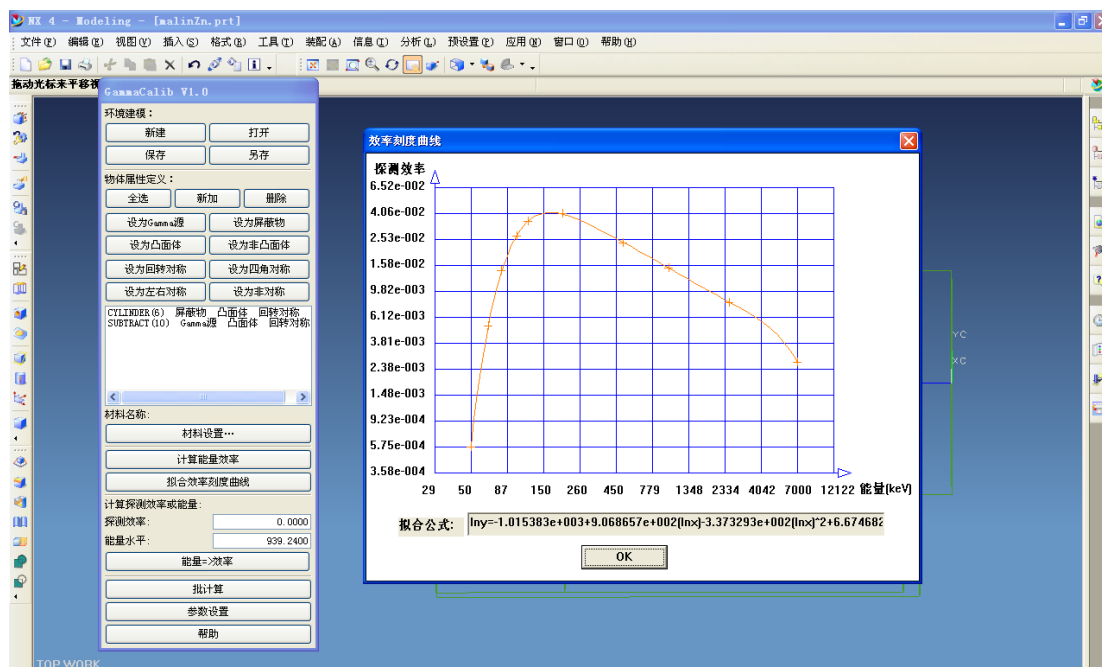 NX 4 - Modeling - [malinZn.prt]
文件(F) 编辑(E) 视图(V) 插入(S) 格式(R) 工具(T) 装配(A) 信息(I) 分析(L) 预设置(P) 应用(N) 窗口(O) 帮助(H)
拖动光标来平移视
GammaCalib V1.0
环境建模：
新建 打开
保存 另存
物体属性定义：
全选 新加 删除
设为Gamma源 设为屏蔽物
设为凸面体 设为非凸面体
设为回转对称 设为四角对称
设为左右对称 设为非对称
CYLINDER(6) 屏蔽物 凸面体 回转对称
SUBTRACT(10) Gamma源 凸面体 回转对称
材料名称:
材料设置…
计算能量效率
拟合效率刻度曲线
计算探测效率或能量:
探测效率: 0.0000
能量水平: 939.2400
能量=>效率
批计算
参数设置
帮助
效率刻度曲线
探测效率
6.52e-002
4.06e-002
2.53e-002
1.58e-002
9.82e-003
6.12e-003
3.81e-003
2.38e-003
1.48e-003
9.23e-004
5.75e-004
3.58e-004
29 50 87 150 260 450 779 1348 2334 4042 7000 12122 能量(keV)
拟合公式: lny=-1.015383e+003+9.068657e+002(lnx)-3.373293e+002(lnx)^2+6.674682
OK
YC
XC
TOP WORK